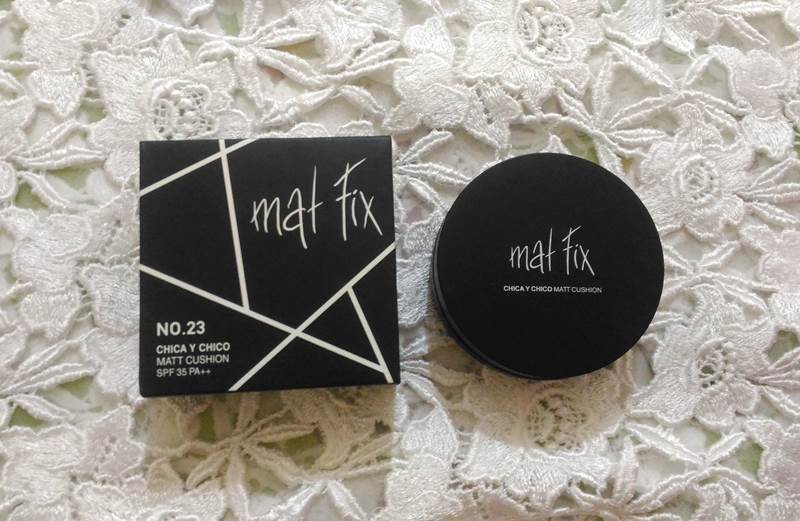 mat fix
NO.23
CHICA Y CHICO
MATT CUSHION
SPF 35 PA++
mat fix
CHICA Y CHICO MATT CUSHION